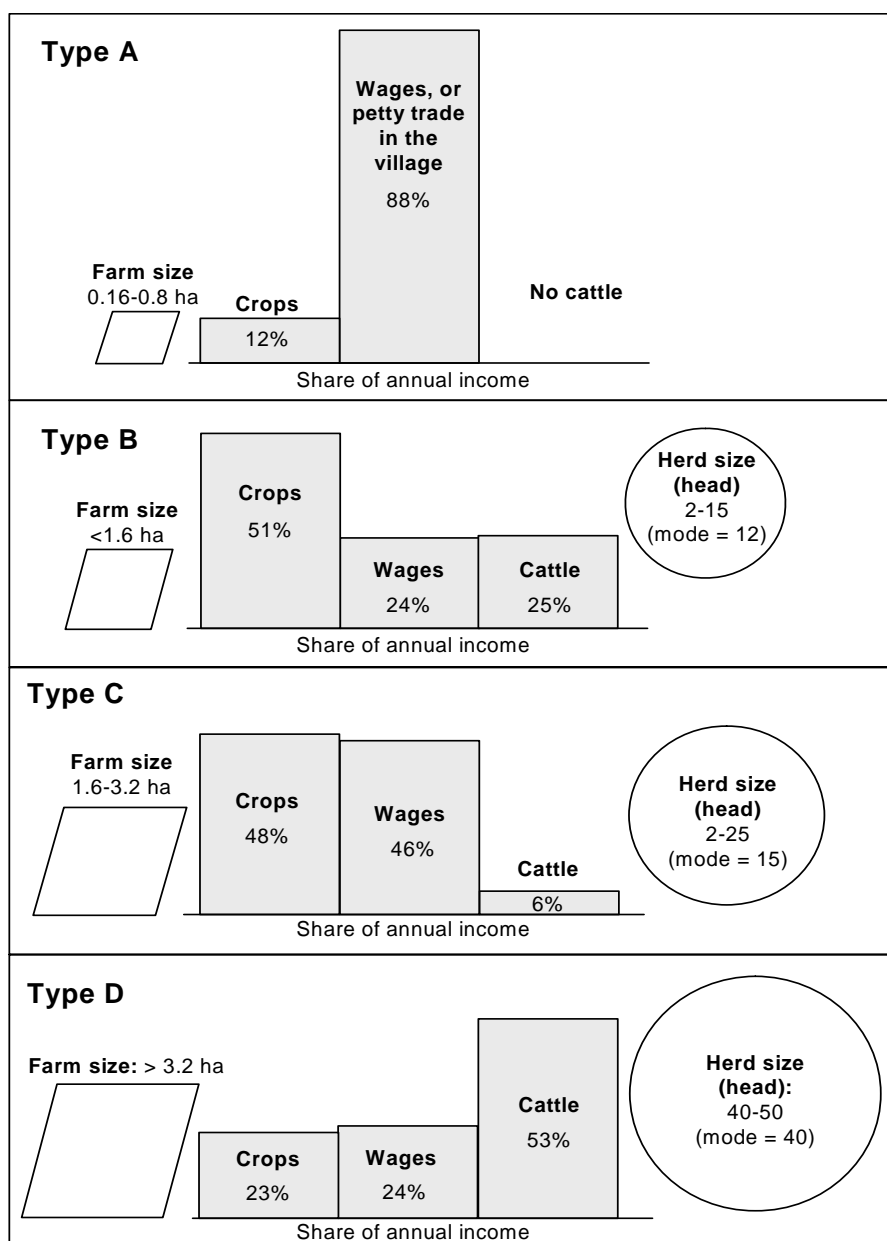 Type A
Wages, or
petty trade
in the
village
88%
Farm size
0.16-0.8 ha
Crops
12%
No cattle
Share of annual income
Type B
Farm size
<1.6 ha
Crops
51%
Wages
24%
Cattle
25%
Herd size
(head)
2-15
(mode = 12)
Share of annual income
Type C
Farm size
1.6-3.2 ha
Crops
48%
Wages
46%
Cattle
6%
Herd size
(head)
2-25
(mode = 15)
Share of annual income
Type D
Farm size: > 3.2 ha
Crops
23%
Wages
24%
Cattle
53%
Herd size
(head):
40-50
(mode = 40)
Share of annual income